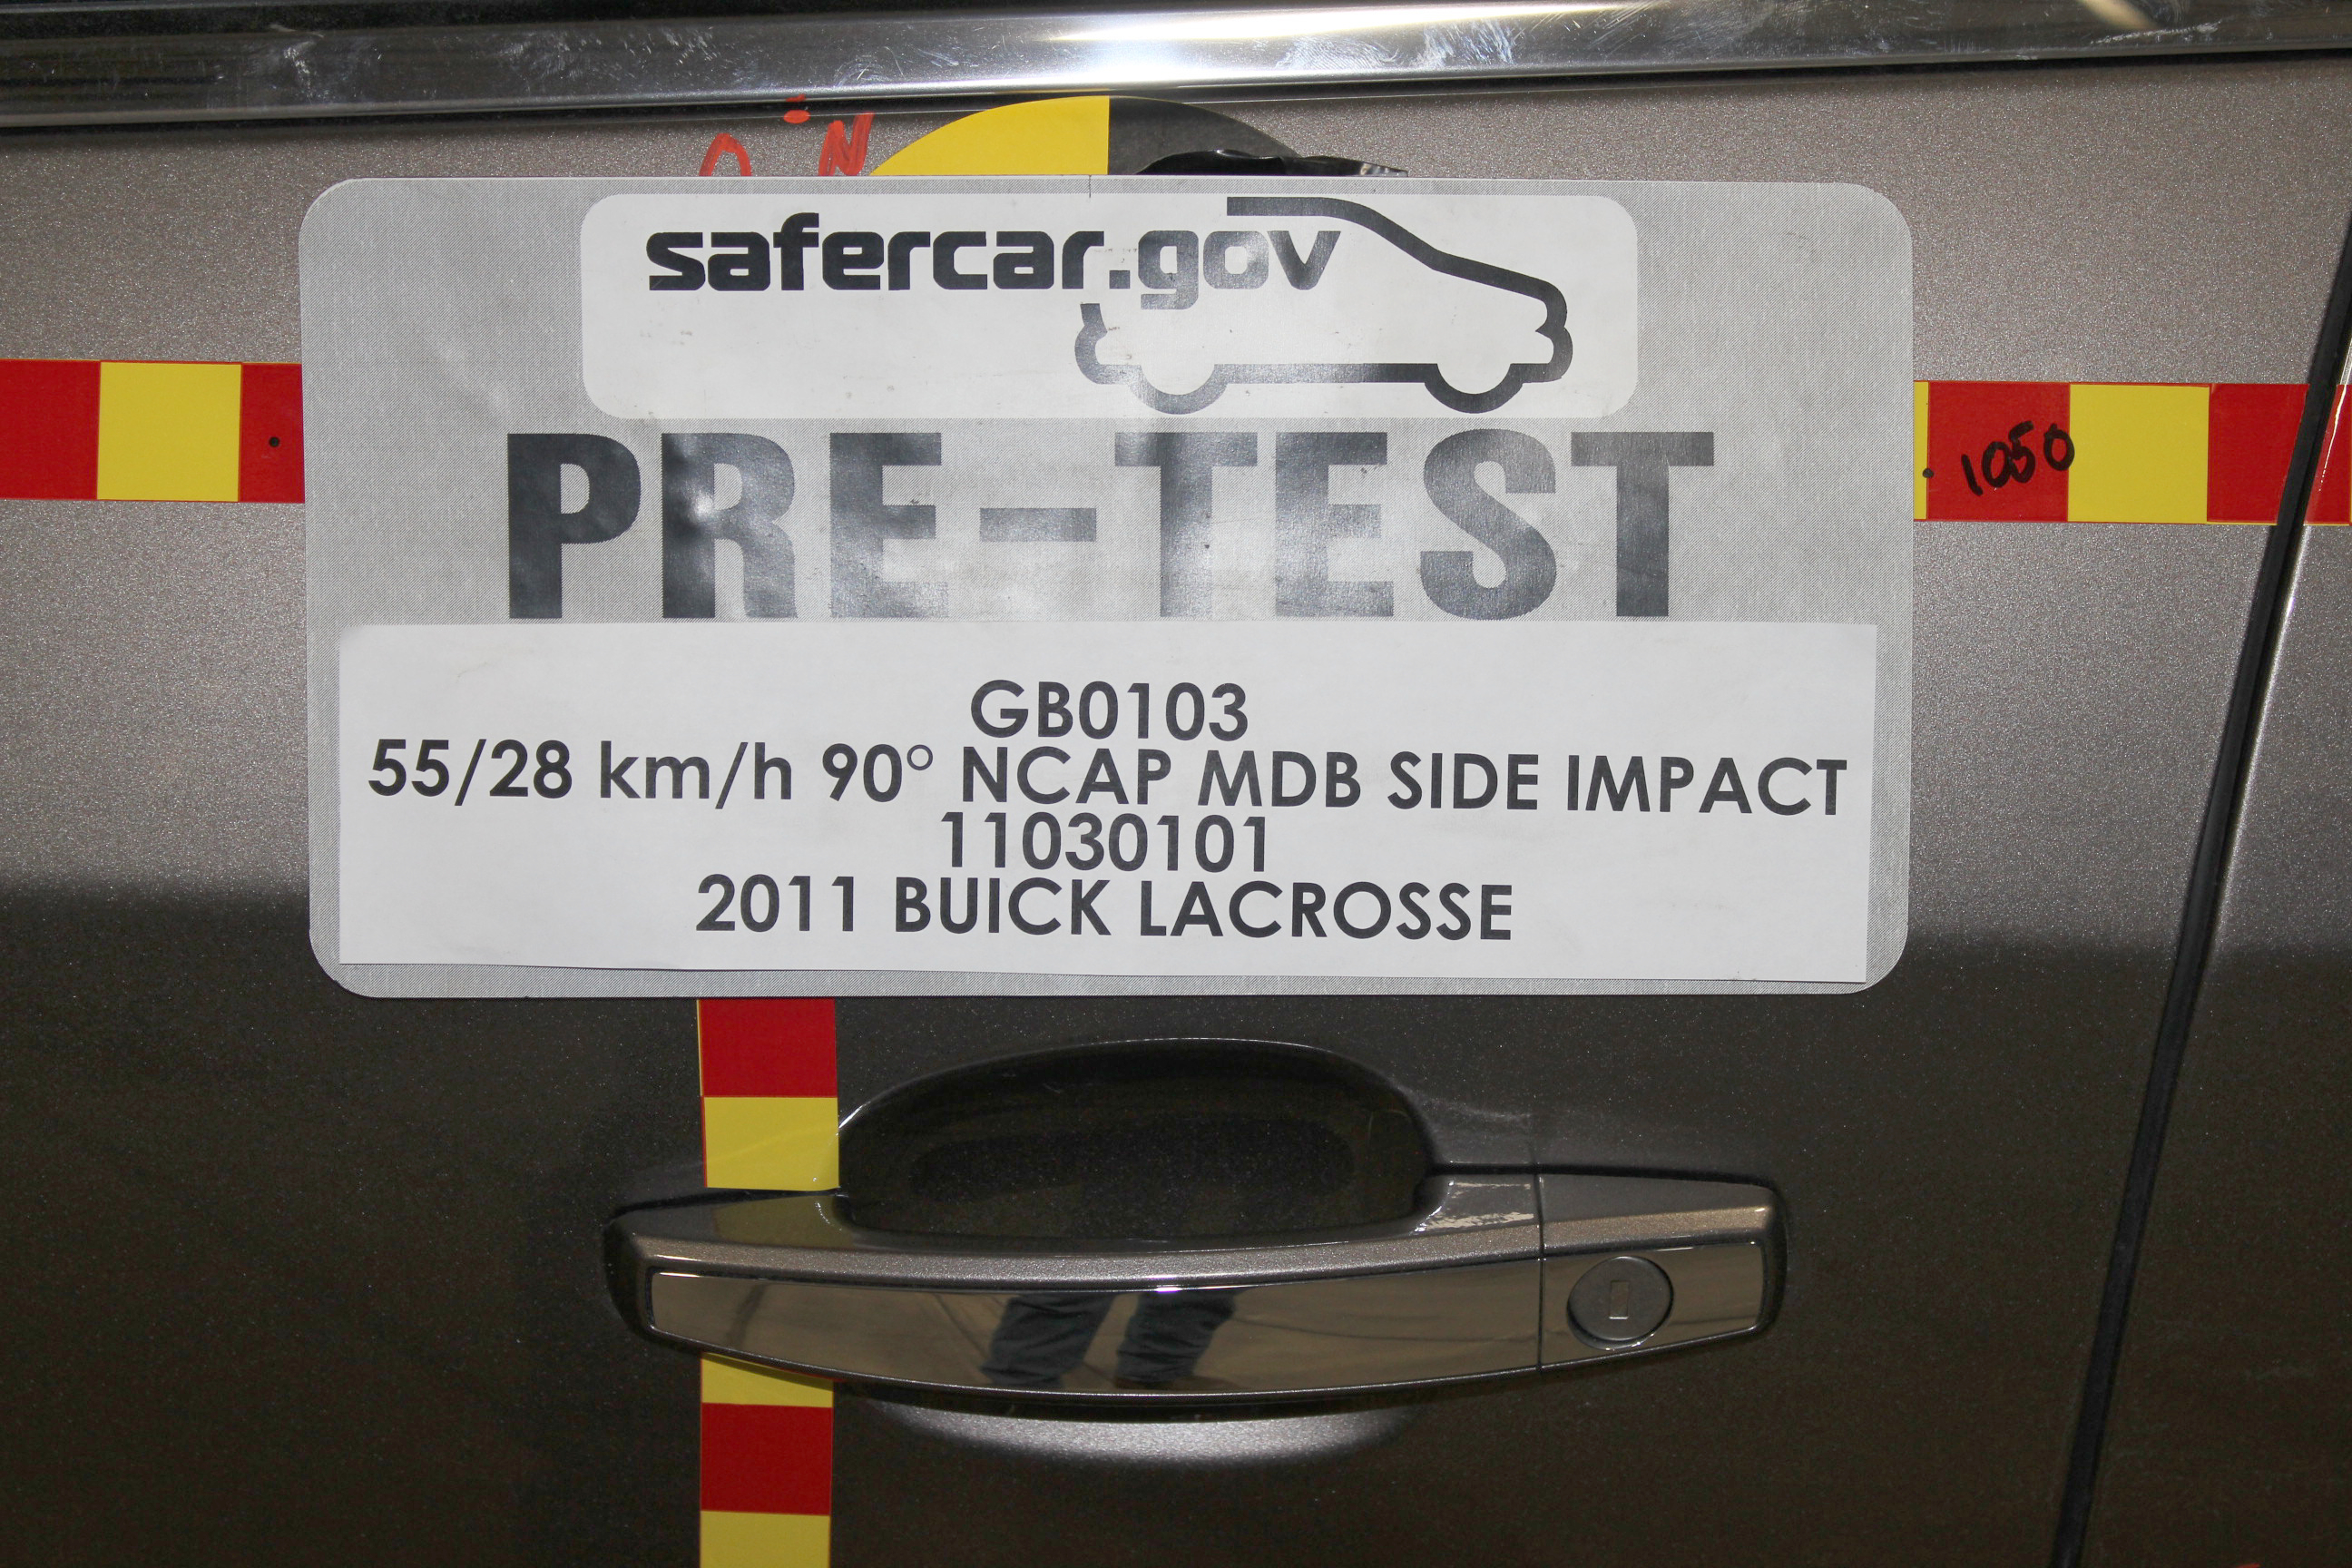 safercar.gov
PRE-TEST
1050
GB0103
55/28 km/h 90° NCAP MDB SIDE IMPACT
11030101
2011 BUICK LACROSSE